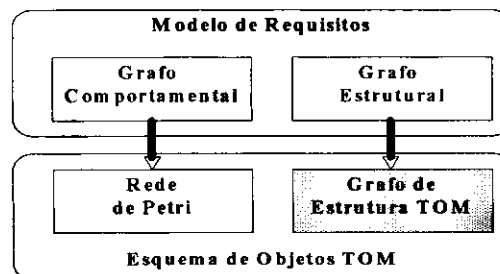 Modelo de Requisitos
Grafo
Comportamental
Grafo
Estrutural
Rede
de Petri
Grafo de
Estrutura TOM
Esquema de Objetos TOM